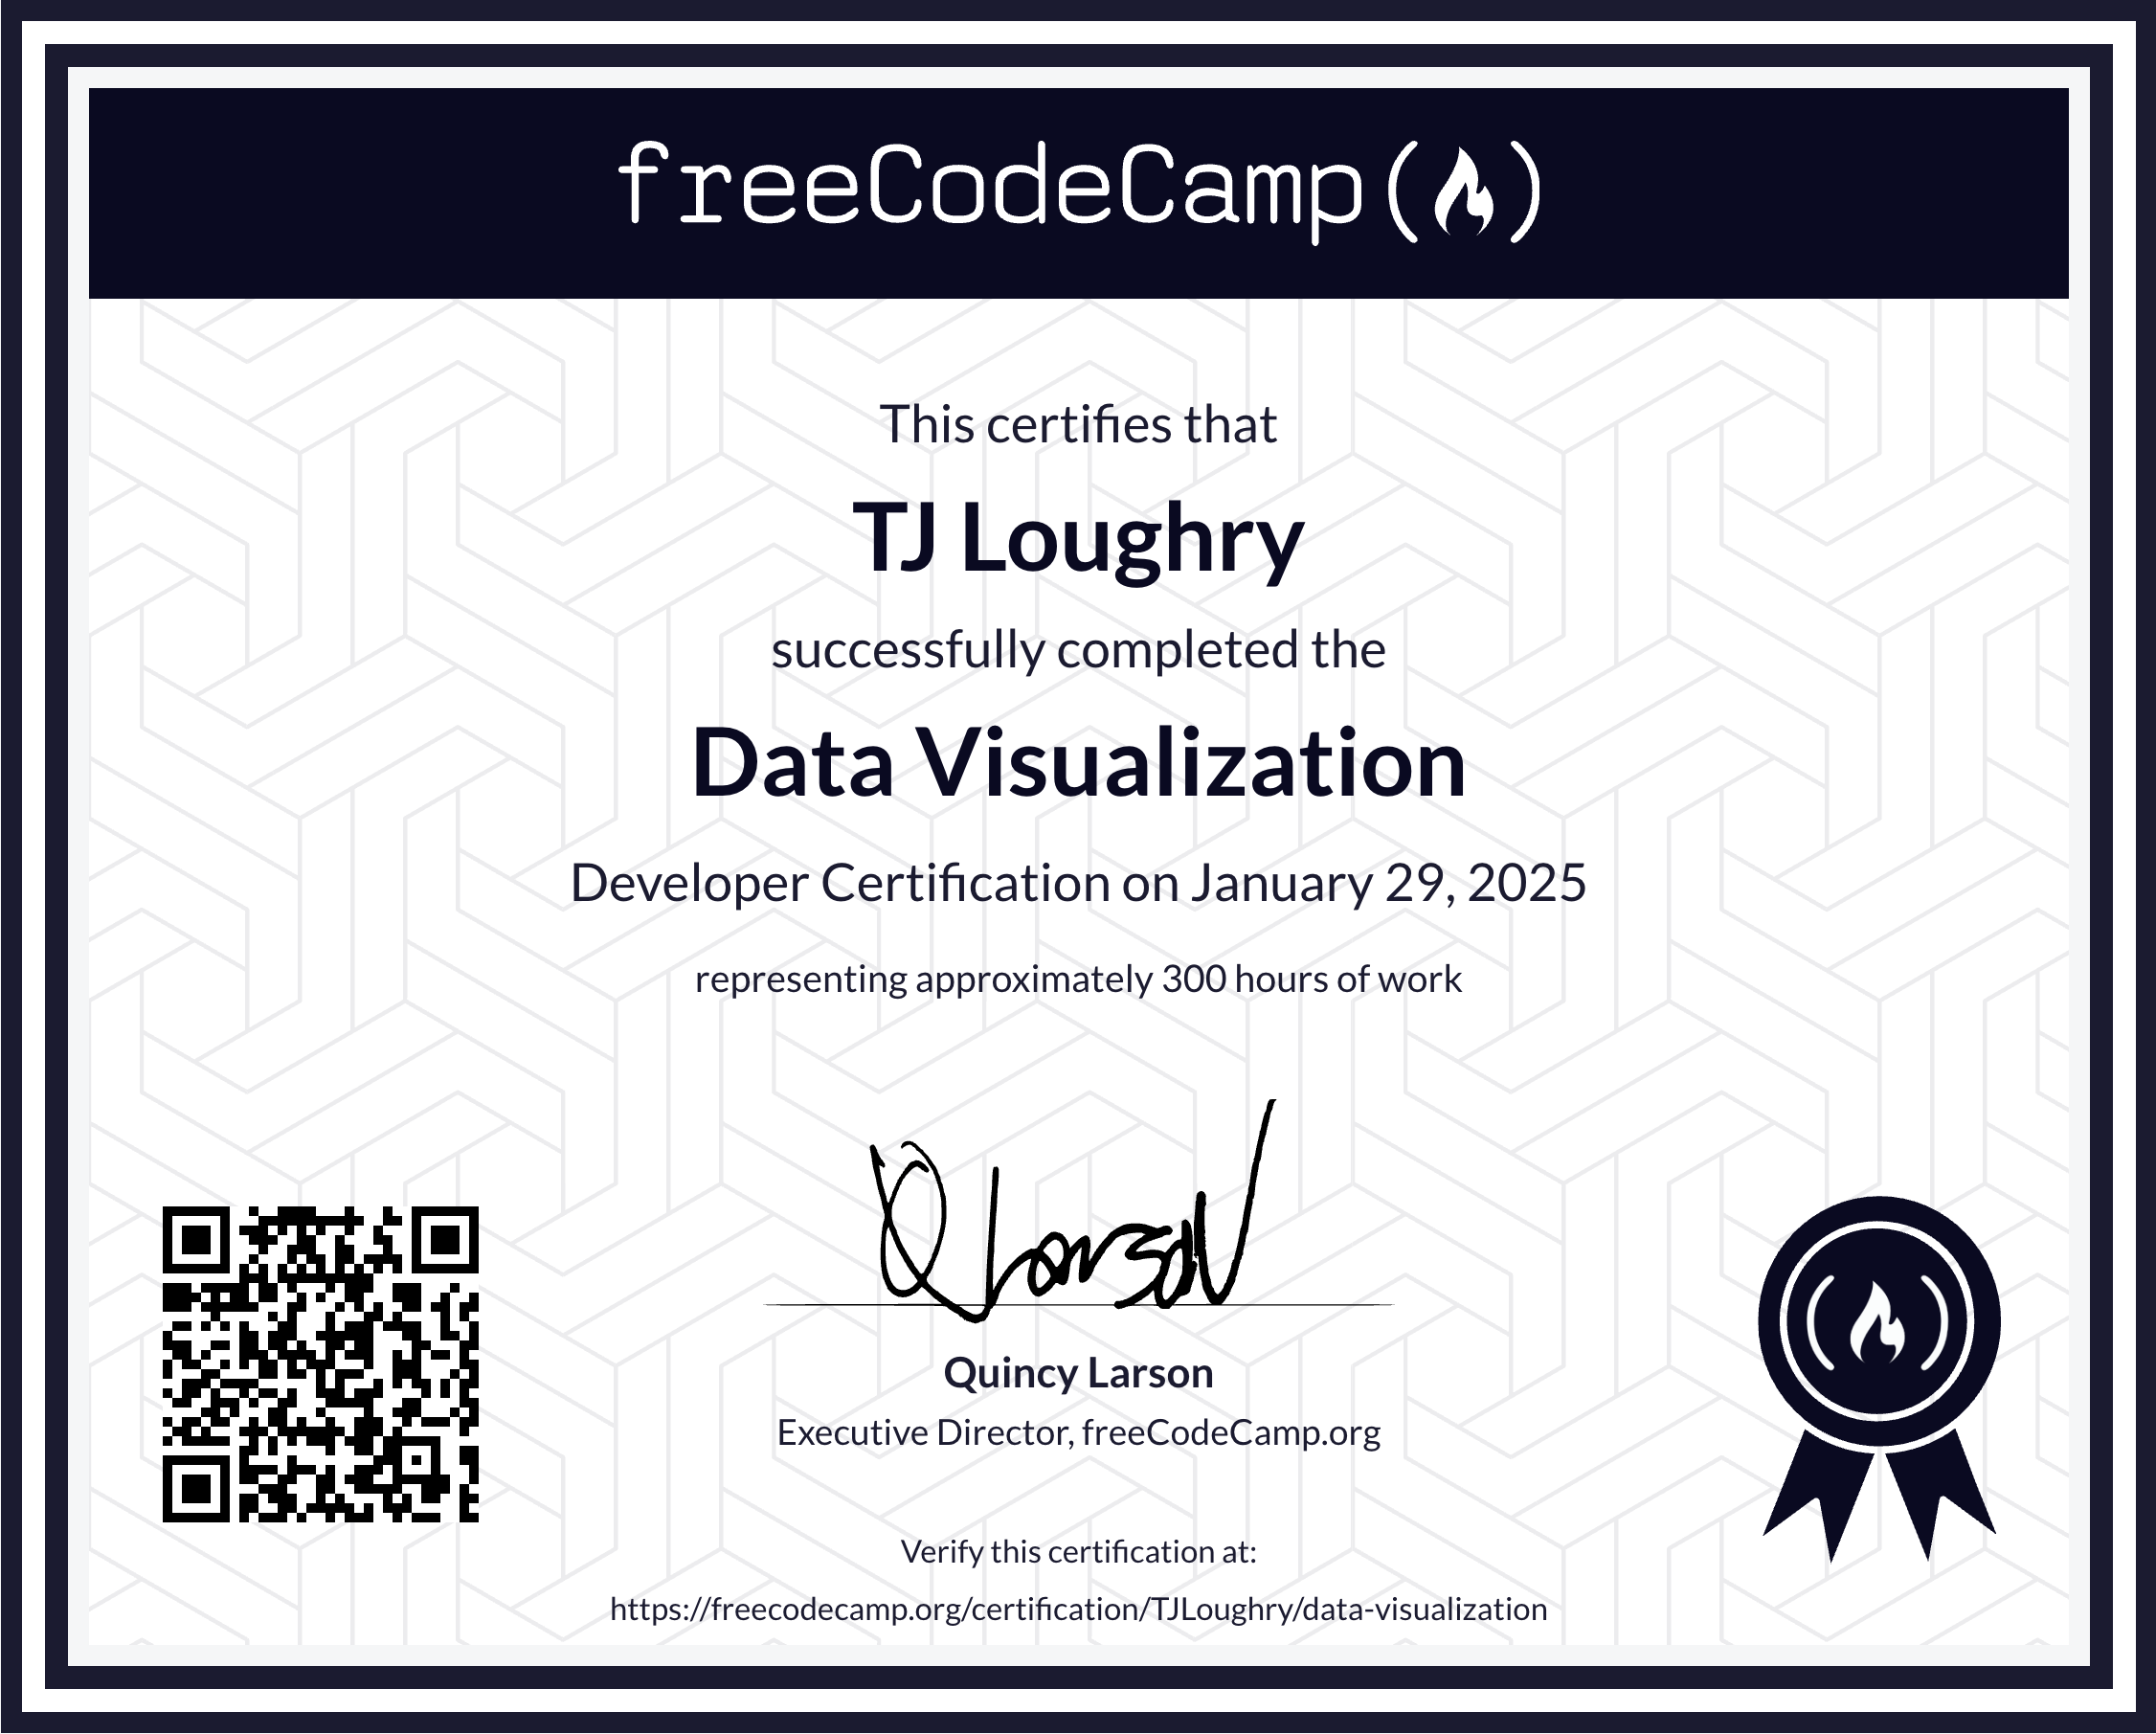 freeCodeCamp
This certifies that
TJ Loughry
successfully completed the
Data Visualization
Developer Certification on January 29, 2025
representing approximately 300 hours of work
Q Larson
Quincy Larson
Executive Director, freeCodeCamp.org
Verify this certification at:
https://freecodecamp.org/certification/TJLoughry/data-visualization